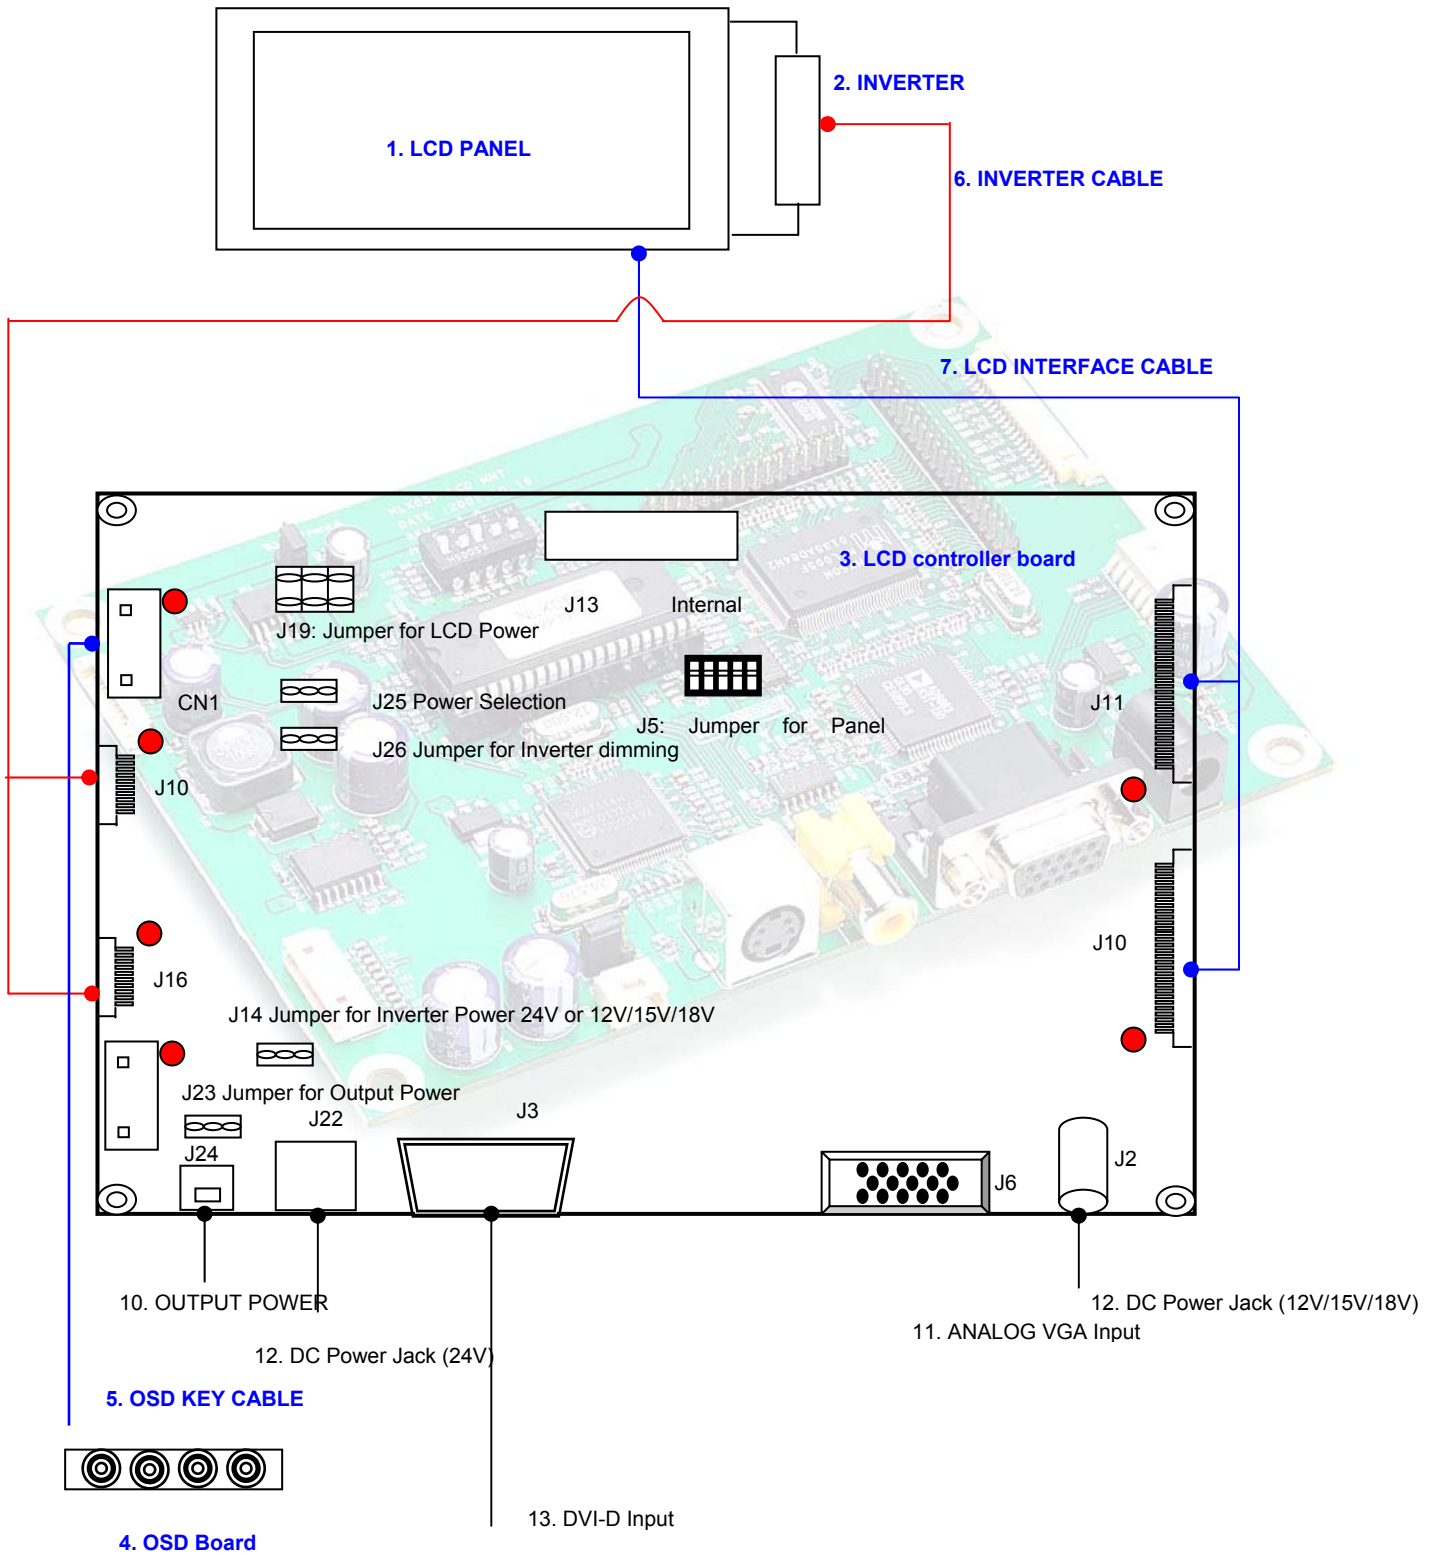 2. INVERTER
1. LCD PANEL
6. INVERTER CABLE
7. LCD INTERFACE CABLE
3. LCD controller board
J13 Internal
J19: Jumper for LCD Power
CN1
J25 Power Selection
J11
J5: Jumper for Panel
J26 Jumper for Inverter dimming
J10
J10
J16
J14 Jumper for Inverter Power 24V or 12V/15V/18V
J23 Jumper for Output Power
J22
J3
J24
J2
J6
10. OUTPUT POWER
12. DC Power Jack (12V/15V/18V)
11. ANALOG VGA Input
12. DC Power Jack (24V)
5. OSD KEY CABLE
13. DVI-D Input
4. OSD Board